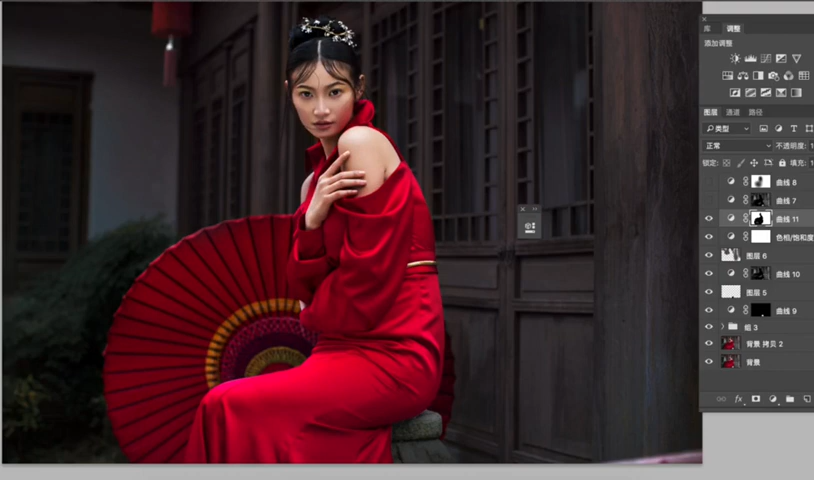 库 调整
添加调整
图层 通道 路径
类型
正常 不透明度: 1
锁定: 填充: 1
曲线 8
曲线 7
曲线 11
色相/饱和度
图层 6
曲线 10
图层 5
曲线 9
组 3
背景 拷贝 2
背景
fx